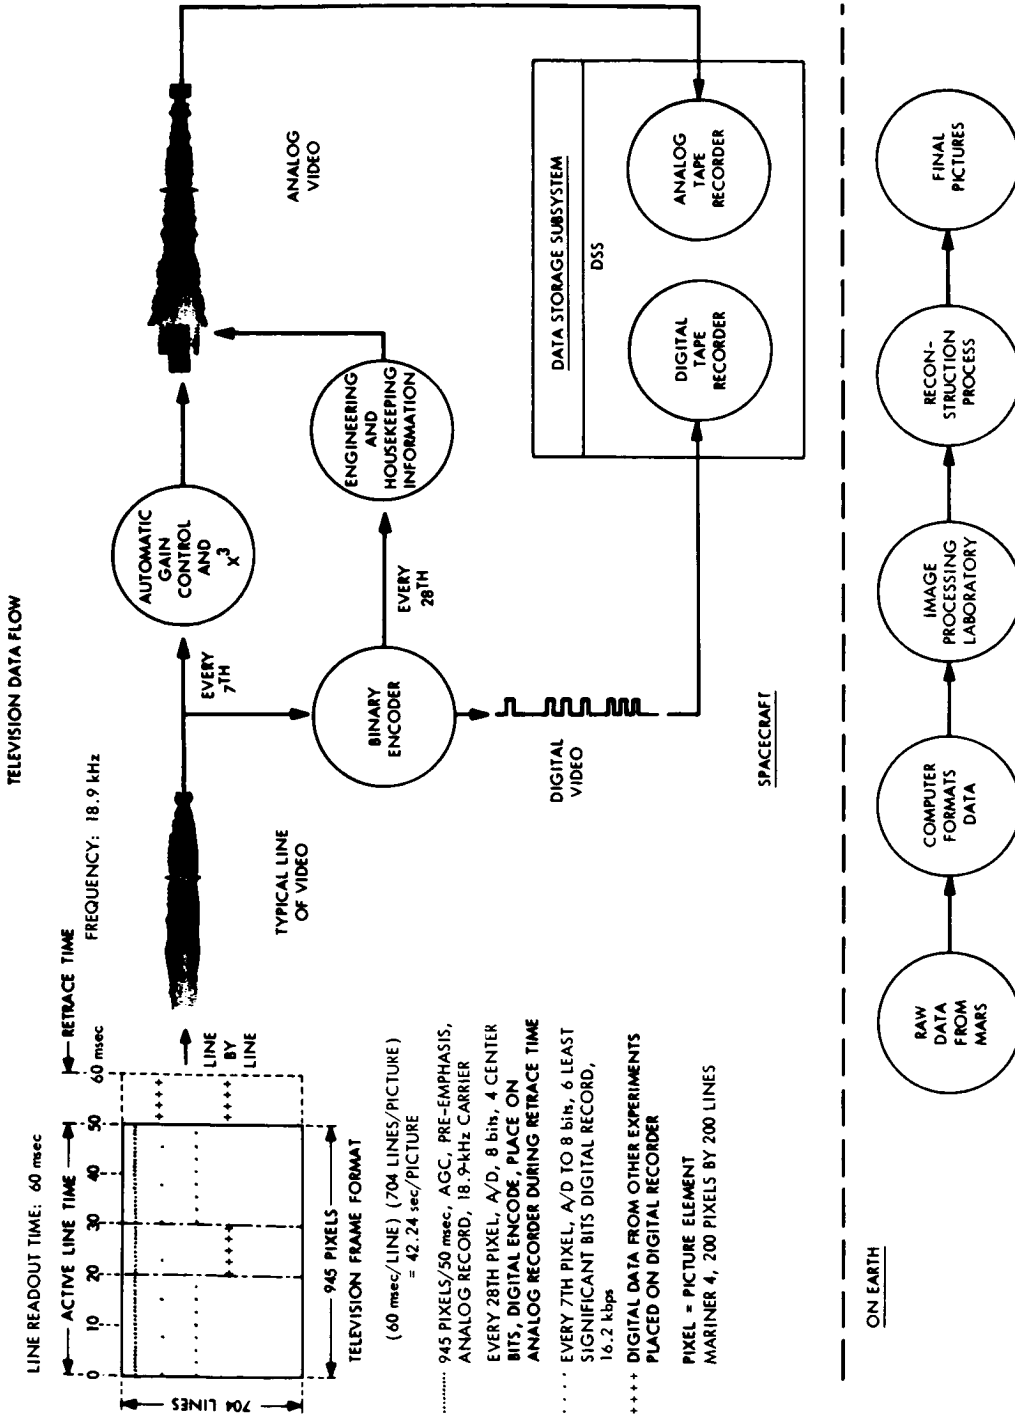 TELEVISION DATA FLOW
LINE READOUT TIME: 60 msec
ACTIVE LINE TIME
RETRACE TIME
0 10 20 30 40 50 60 msec
FREQUENCY: 18.9 kHz
704 LINES
945 PIXELS
LINE
BY
LINE
TELEVISION FRAME FORMAT
TYPICAL LINE
OF VIDEO
EVERY
7TH
AUTOMATIC
GAIN
CONTROL
AND
X3
ANALOG
VIDEO
BINARY
ENCODER
EVERY
28TH
ENGINEERING
AND
HOUSEKEEPING
INFORMATION
DIGITAL
VIDEO
DATA STORAGE SUBSYSTEM
DSS
DIGITAL
TAPE
RECORDER
ANALOG
TAPE
RECORDER
(60 msec/LINE) (704 LINES/PICTURE)
= 42.24 sec/PICTURE
......... 945 PIXELS/50 msec, AGC, PRE-EMPHASIS,
ANALOG RECORD, 18.9-kHz CARRIER
EVERY 28TH PIXEL, A/D, 8 bits, 4 CENTER
BITS, DIGITAL ENCODE, PLACE ON
ANALOG RECORDER DURING RETRACE TIME
. . . . EVERY 7TH PIXEL, A/D TO 8 bits, 6 LEAST
SIGNIFICANT BITS DIGITAL RECORD,
16.2 kbps
++++ DIGITAL DATA FROM OTHER EXPERIMENTS
PLACED ON DIGITAL RECORDER
PIXEL = PICTURE ELEMENT
MARINER 4, 200 PIXELS BY 200 LINES
SPACECRAFT
ON EARTH
RAW
DATA
FROM
MARS
COMPUTER
FORMATS
DATA
IMAGE
PROCESSING
LABORATORY
RECON-
STRUCTION
PROCESS
FINAL
PICTURES